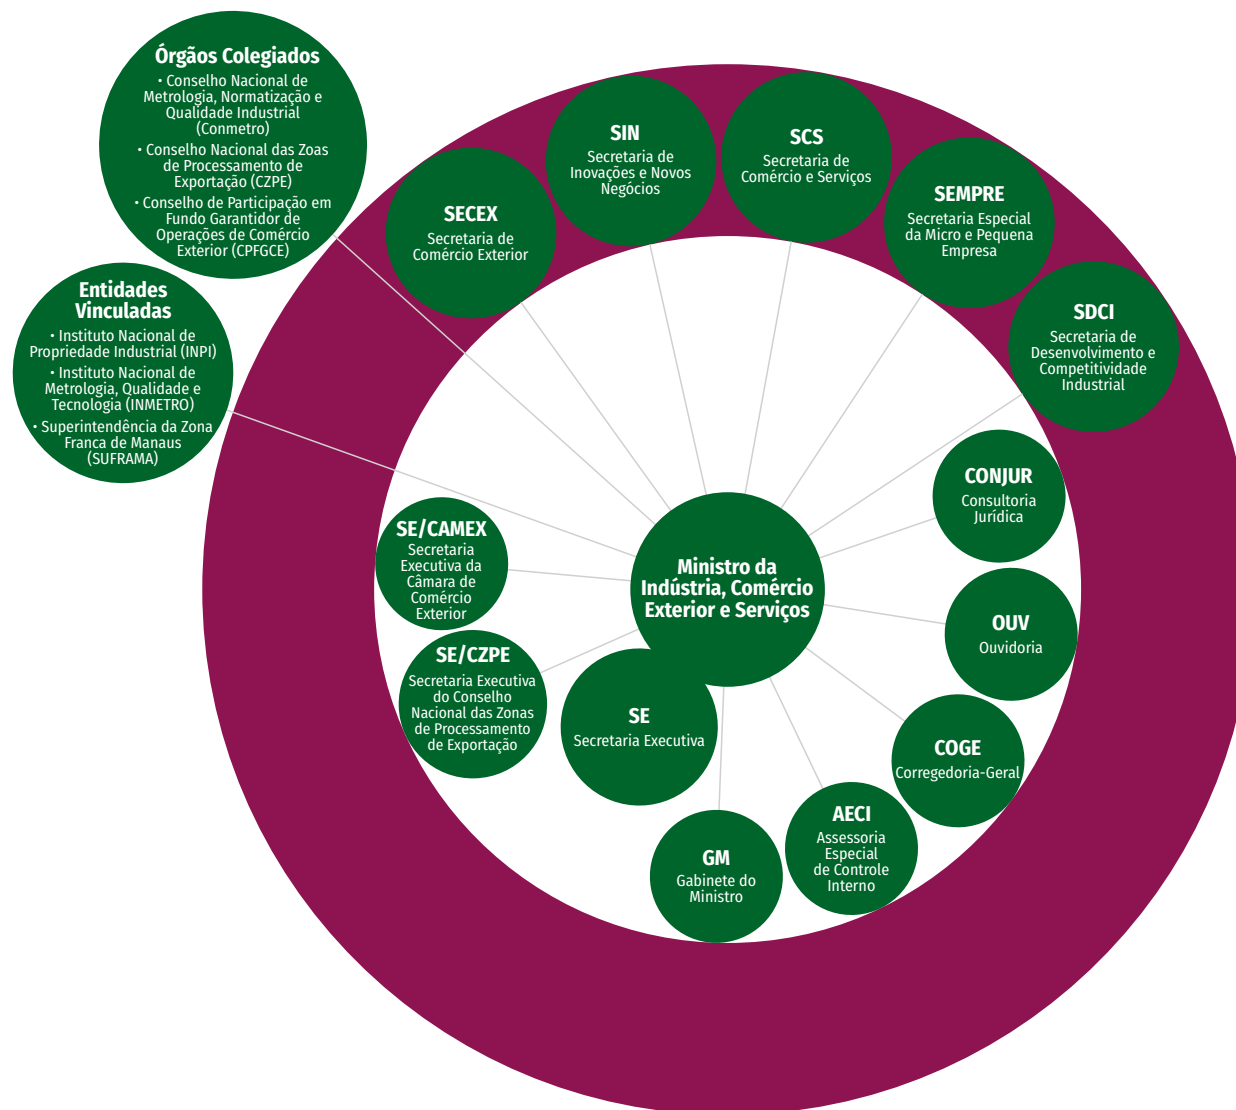 Órgãos Colegiados
• Conselho Nacional de
Metrologia, Normatização e
Qualidade Industrial
(Conmetro)
• Conselho Nacional das Zoas
de Processamento de
Exportação (CZPE)
• Conselho de Participação em
Fundo Garantidor de
Operações de Comércio
Exterior (CPFGCE)
Entidades
Vinculadas
• Instituto Nacional de
Propriedade Industrial (INPI)
• Instituto Nacional de
Metrologia, Qualidade e
Tecnologia (INMETRO)
• Superintendência da Zona
Franca de Manaus
(SUFRAMA)
SECEX
Secretaria de
Comércio Exterior
SIN
Secretaria de
Inovações e Novos
Negócios
SCS
Secretaria de
Comércio e Serviços
SEMPRE
Secretaria Especial
da Micro e Pequena
Empresa
SDCI
Secretaria de
Desenvolvimento e
Competitividade
Industrial
CONJUR
Consultoria
Jurídica
OUV
Ouvidoria
COGE
Corregedoria-Geral
AECI
Assessoria
Especial
de Controle
Interno
GM
Gabinete do
Ministro
SE
Secretaria Executiva
SE/CZPE
Secretaria Executiva
do Conselho
Nacional das Zonas
de Processamento
de Exportação
SE/CAMEX
Secretaria
Executiva da
Câmara de
Comércio
Exterior
Ministro da
Indústria, Comércio
Exterior e Serviços